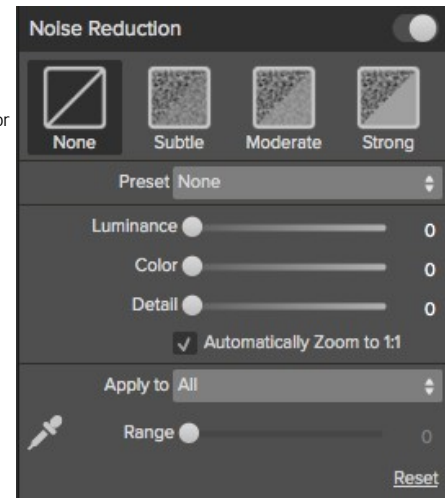 Noise Reduction
or
None Subtle Moderate Strong
Preset None
Luminance 0
Color 0
Detail 0
Automatically Zoom to 1:1
Apply to All
Range 0
Reset